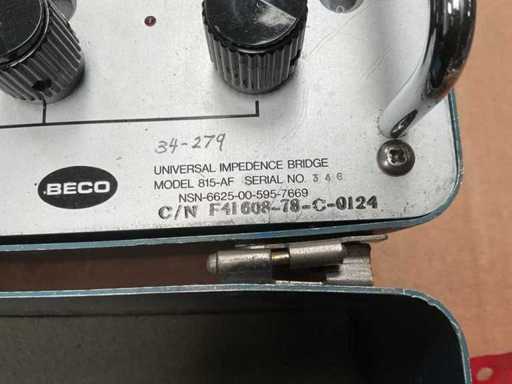 34-279
BECO
UNIVERSAL IMPEDENCE BRIDGE
MODEL 815-AF SERIAL NO. 346
NSN-6625-00-595-7669
C/N F41608-78-C-0124